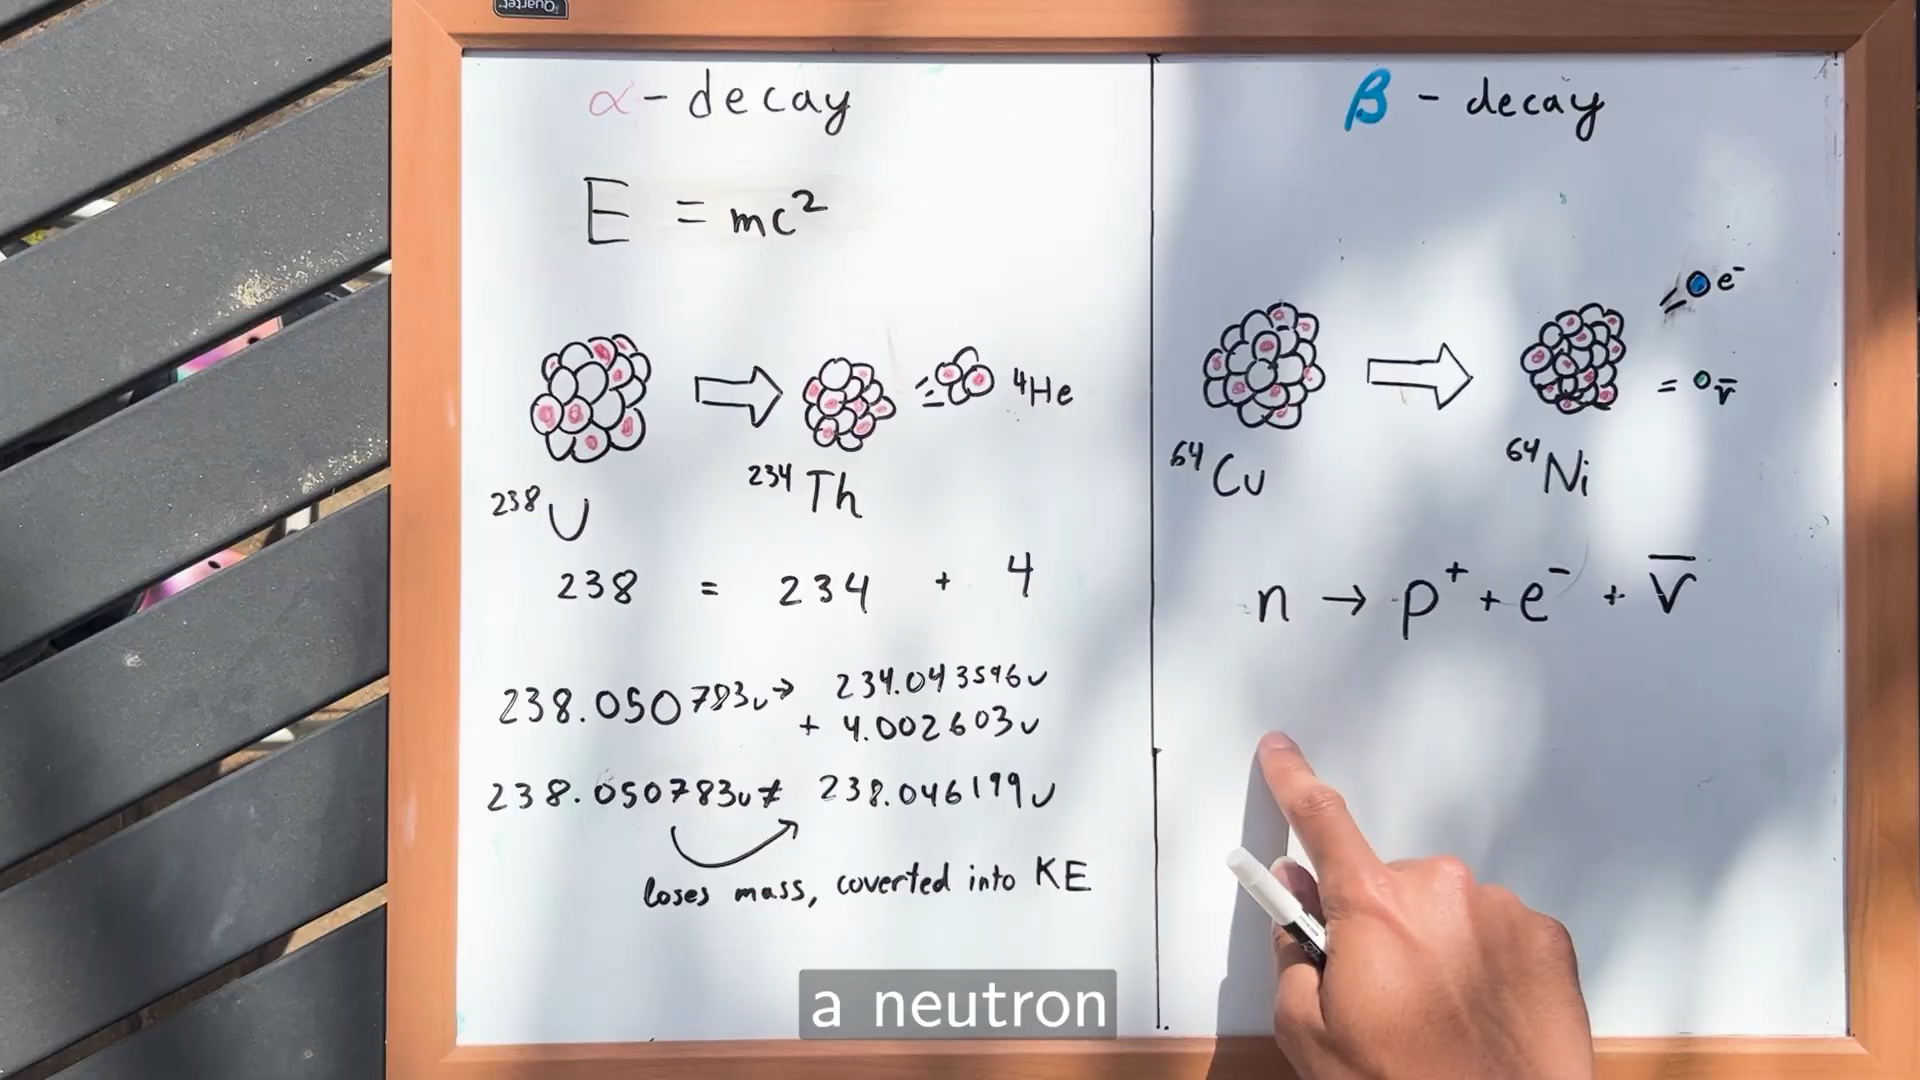 Quartet
α - decay
E = mc²
⁴He
²³⁸U
²³⁴Th
238 = 234 + 4
238.050783u → 234.043596u
+ 4.002603u
238.050783u ≠ 238.046199u
loses mass, coverted into KE
β - decay
e⁻
ν̅
⁶⁴Cu
⁶⁴Ni
n → p⁺ + e⁻ + ν̅
a neutron